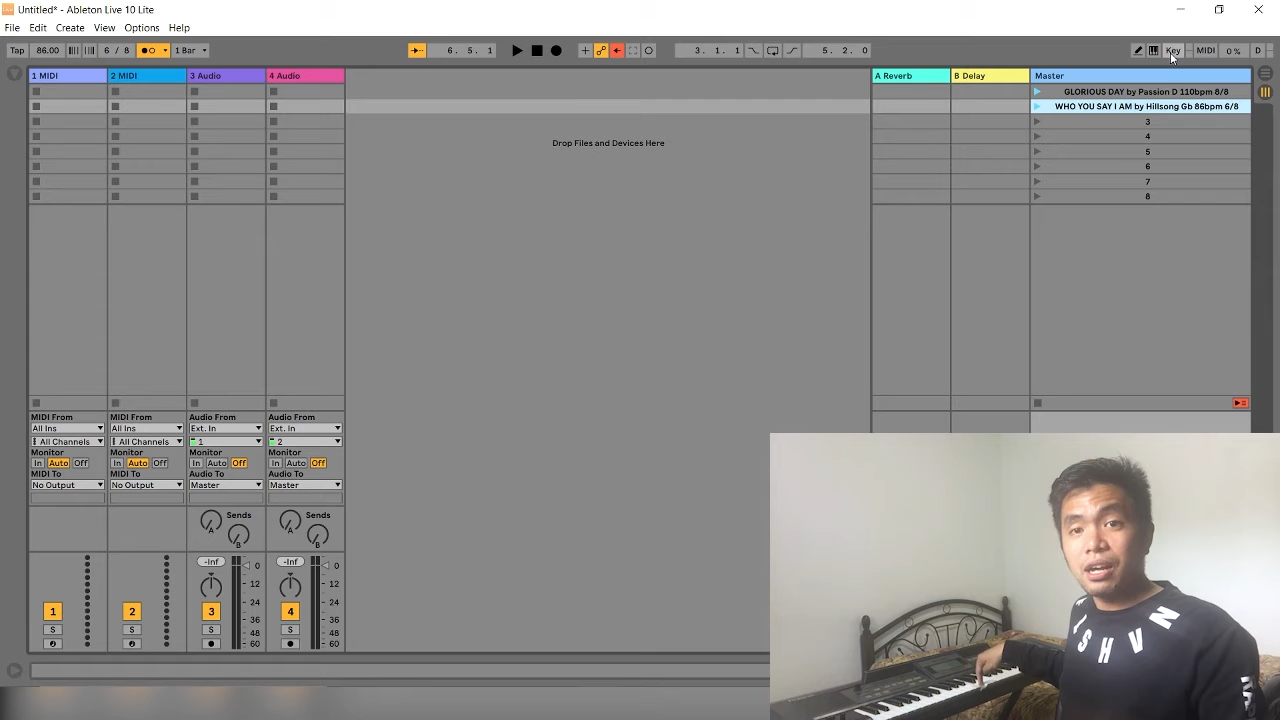 Untitled* - Ableton Live 10 Lite
File Edit Create View Options Help
Tap 86.00 6 / 8 1 Bar 6. 5. 1 3. 1. 1 5. 2. 0 Key MIDI 0 % D
1 MIDI 2 MIDI 3 Audio 4 Audio A Reverb B Delay Master
GLORIOUS DAY by Passion D 110bpm 8/8
WHO YOU SAY I AM by Hillsong Gb 86bpm 6/8
3
Drop Files and Devices Here
4
5
6
7
8
MIDI From MIDI From Audio From Audio From
All Ins All Ins Ext. In Ext. In
All Channels All Channels 1 2
Monitor Monitor Monitor Monitor
In Auto Off In Auto Off In Auto Off In Auto Off
MIDI To MIDI To Audio To Audio To
No Output No Output Master Master
Sends Sends
A B A B
-Inf 0 -Inf 0
12 12
24 24
1 2 3 4
36 36
S S S S
48 48
60 60
S H V N